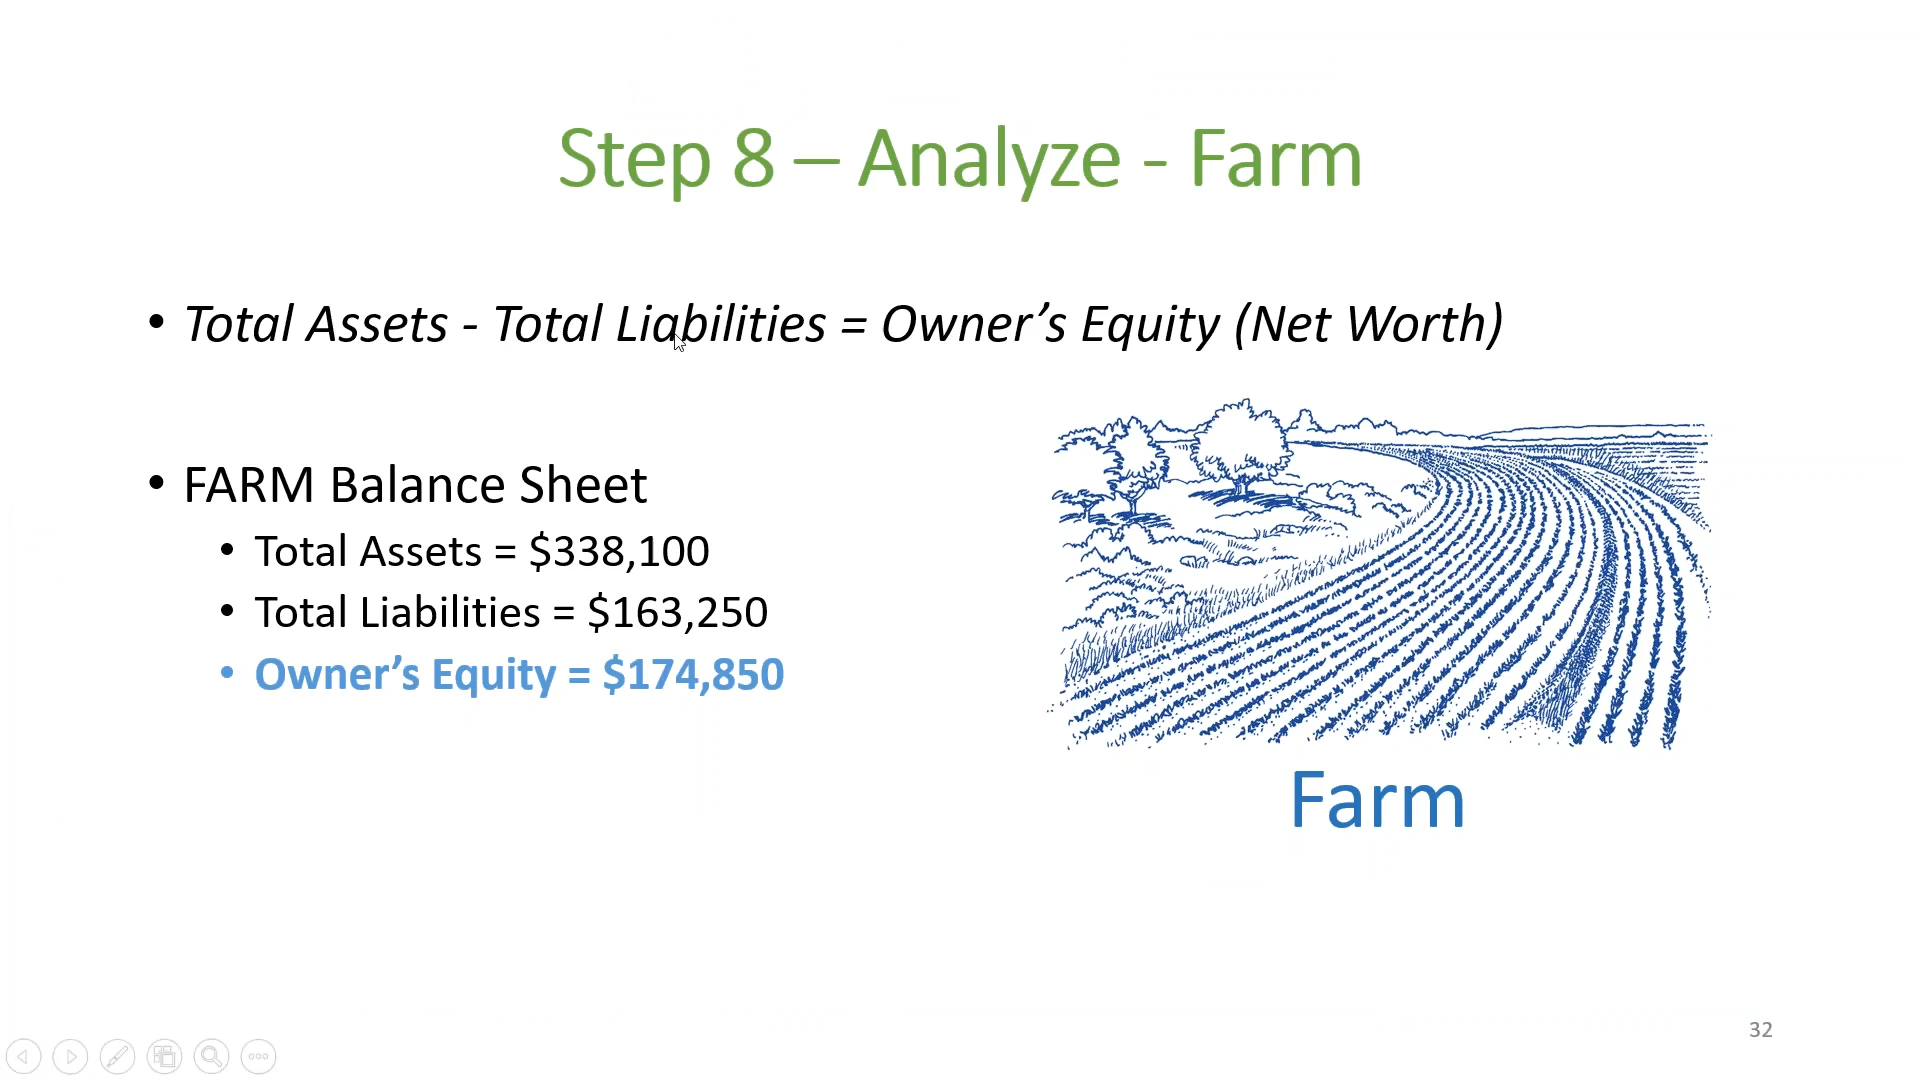 Step 8 – Analyze - Farm
• Total Assets - Total Liabilities = Owner’s Equity (Net Worth)
• FARM Balance Sheet
• Total Assets = $338,100
• Total Liabilities = $163,250
• Owner’s Equity = $174,850
Farm
32